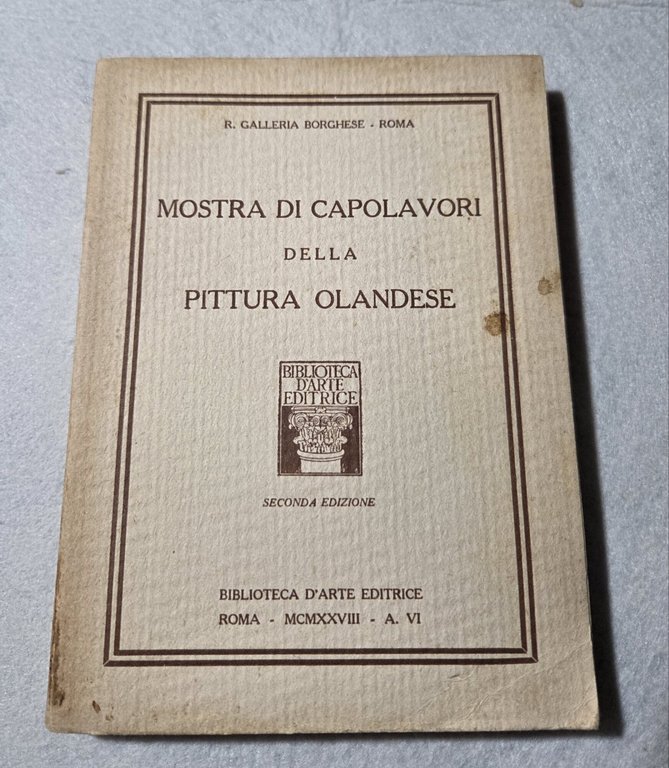 R. GALLERIA BORGHESE - ROMA
MOSTRA DI CAPOLAVORI
DELLA
PITTURA OLANDESE
BIBLIOTECA
D'ARTE
EDITRICE
SECONDA EDIZIONE
BIBLIOTECA D'ARTE EDITRICE
ROMA - MCMXXVIII - A. VI